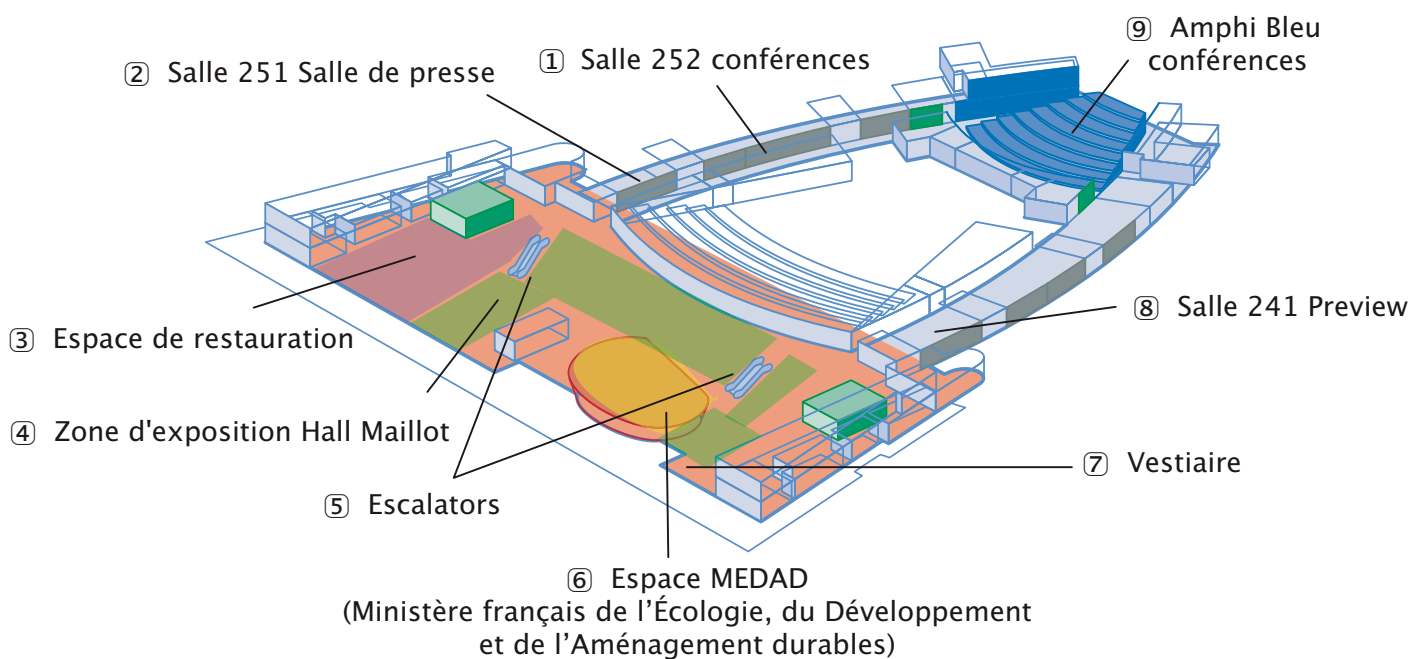 ⑨ Amphi Bleu
conférences
① Salle 252 conférences
② Salle 251 Salle de presse
⑧ Salle 241 Preview
③ Espace de restauration
④ Zone d'exposition Hall Maillot
⑦ Vestiaire
⑤ Escalators
⑥ Espace MEDAD
(Ministère français de l’Écologie, du Développement
et de l’Aménagement durables)